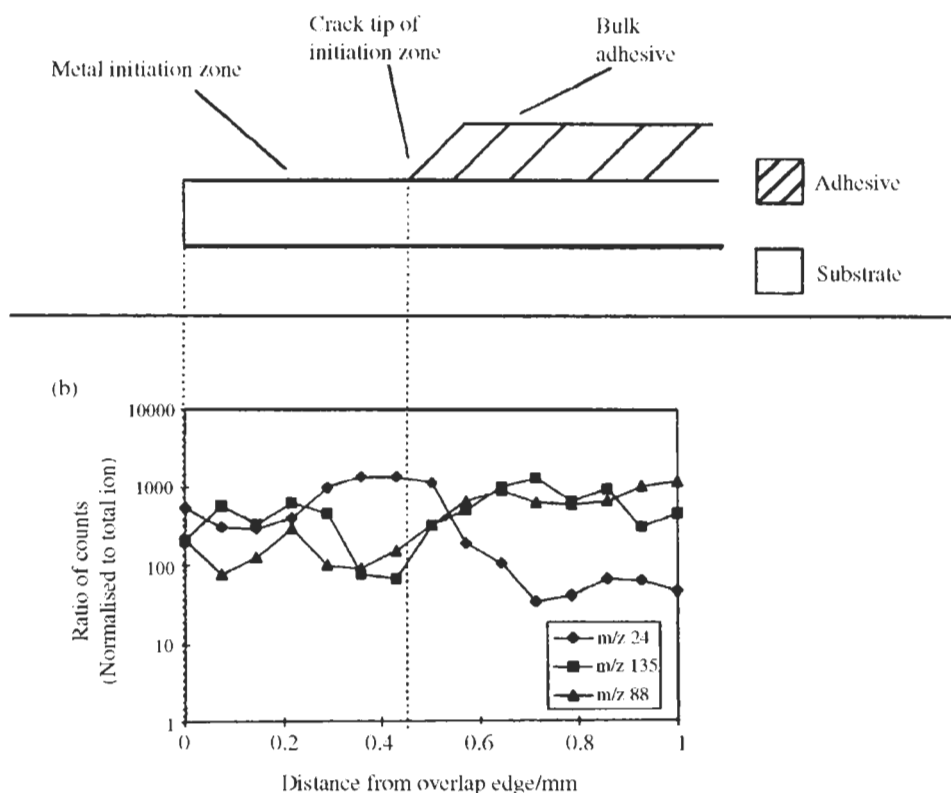 Crack tip of
initiation zone
Bulk
adhesive
Metal initiation zone
Adhesive
Substrate
(b)
Ratio of counts
(Normalised to total ion)
10000
1000
100
10
1
m/z 24
m/z 135
m/z 88
0
0.2
0.4
0.6
0.8
1
Distance from overlap edge/mm